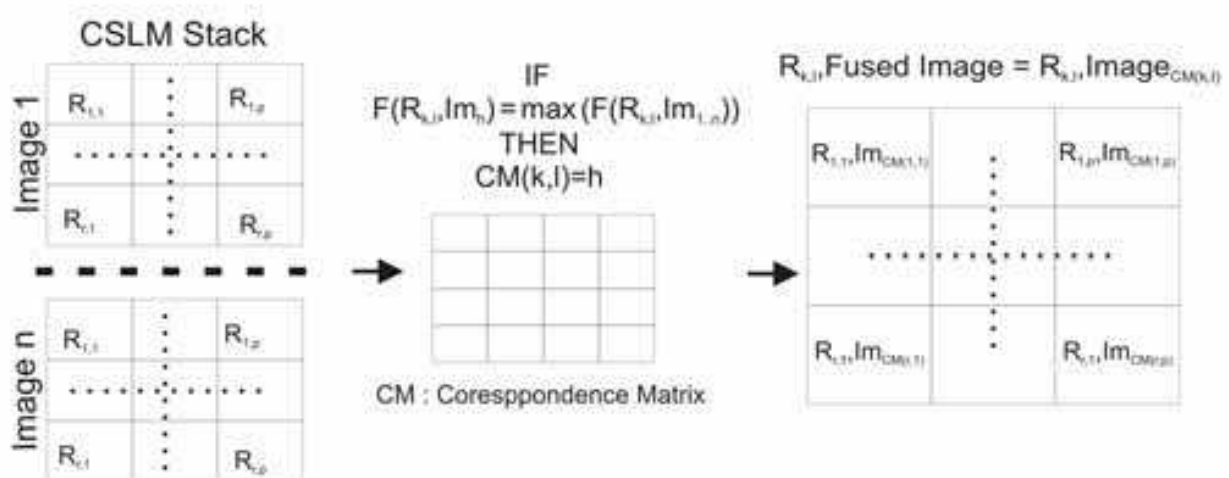 CSLM Stack
Image 1
R1,1
R1,p
Rr,1
Rr,p
Image n
R1,1
R1,p
Rr,1
Rr,p
IF
F(Rk,l,Imh)=max(F(Rk,l,Im1..n))
THEN
CM(k,l)=h
CM : Coresppondence Matrix
Rk,l,Fused Image = Rk,l,ImageCM(k,l)
R1,1,ImCM(1,1)
R1,p,ImCM(1,p)
Rr,1,ImCM(r,1)
Rr,1,ImCM(r,p)